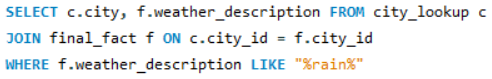 SELECT c.city, f.weather_description FROM city_lookup c
JOIN final_fact f ON c.city_id = f.city_id
WHERE f.weather_description LIKE "%rain%"